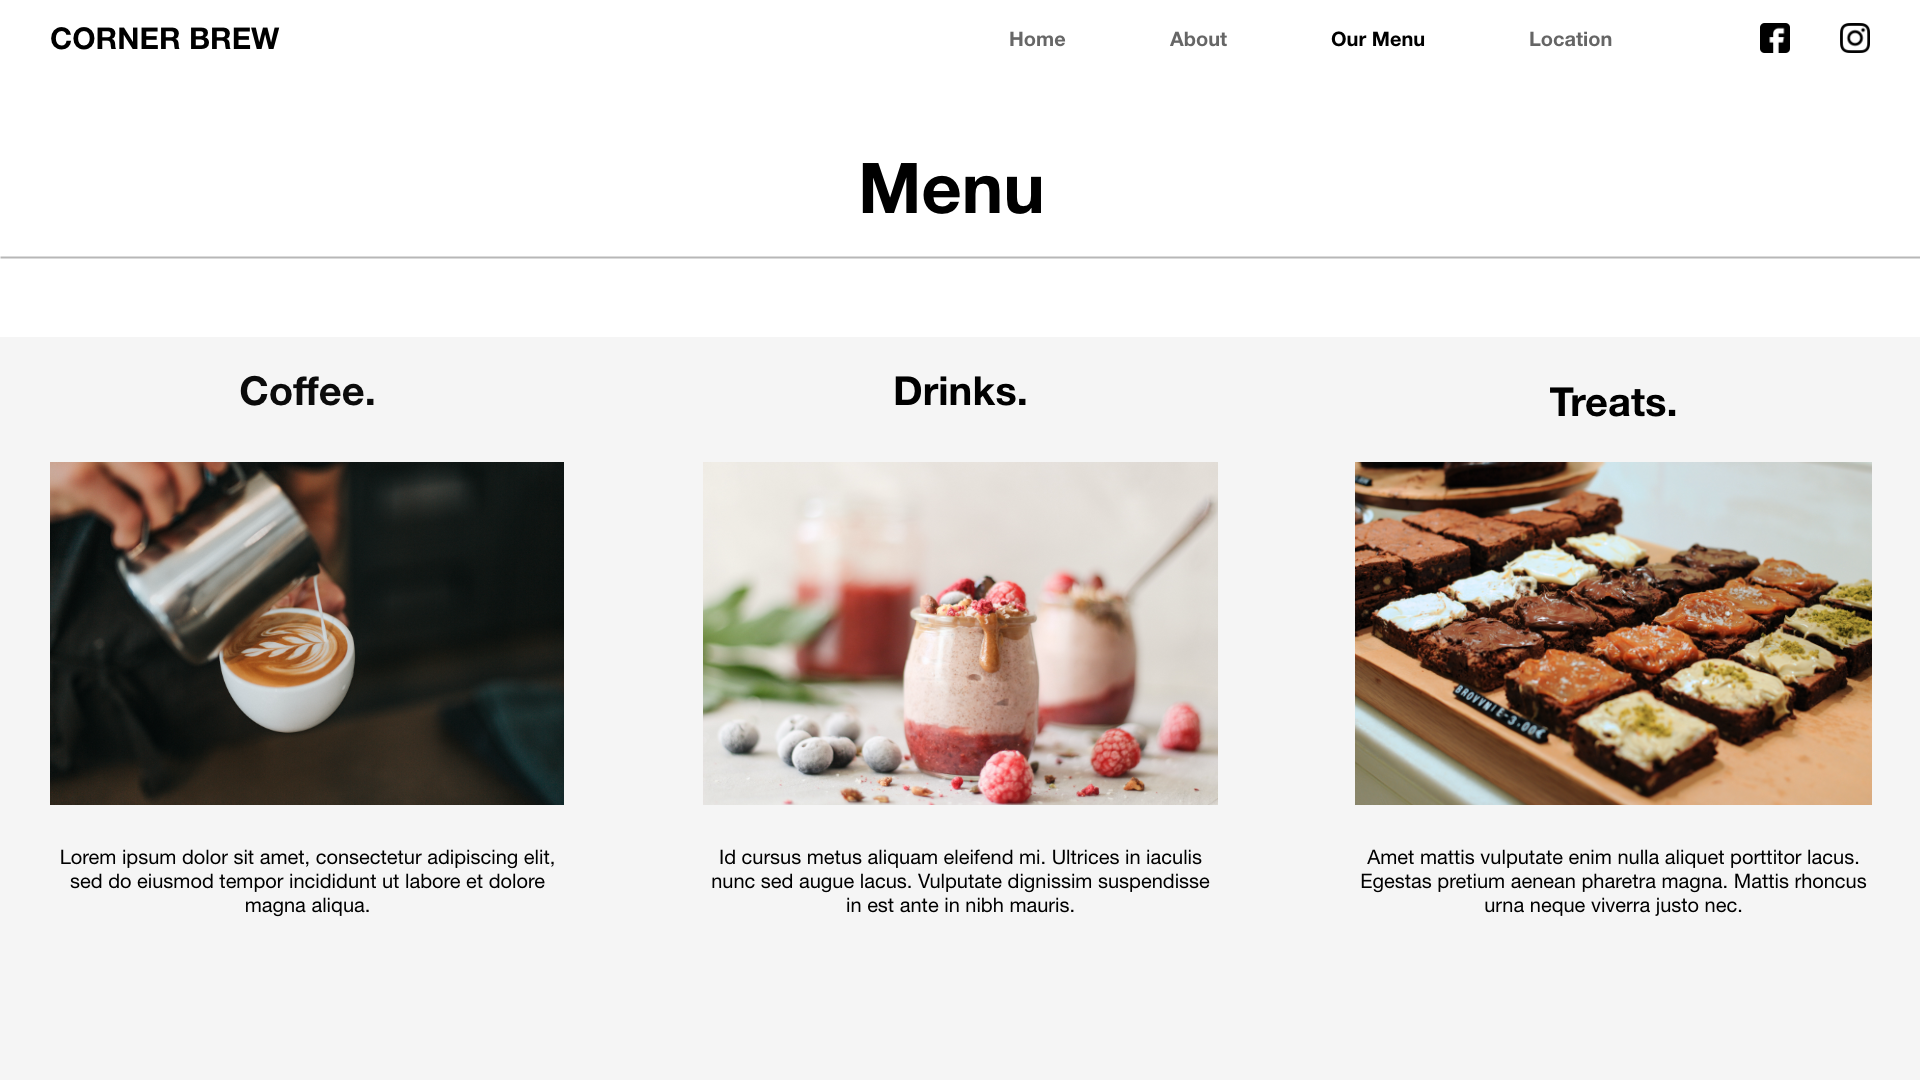 CORNER BREW
Home
About
Our Menu
Location
Menu
Coffee.
Drinks.
Treats.
BROWNIE-3.00€
Lorem ipsum dolor sit amet, consectetur adipiscing elit,
sed do eiusmod tempor incididunt ut labore et dolore
magna aliqua.
Id cursus metus aliquam eleifend mi. Ultrices in iaculis
nunc sed augue lacus. Vulputate dignissim suspendisse
in est ante in nibh mauris.
Amet mattis vulputate enim nulla aliquet porttitor lacus.
Egestas pretium aenean pharetra magna. Mattis rhoncus
urna neque viverra justo nec.